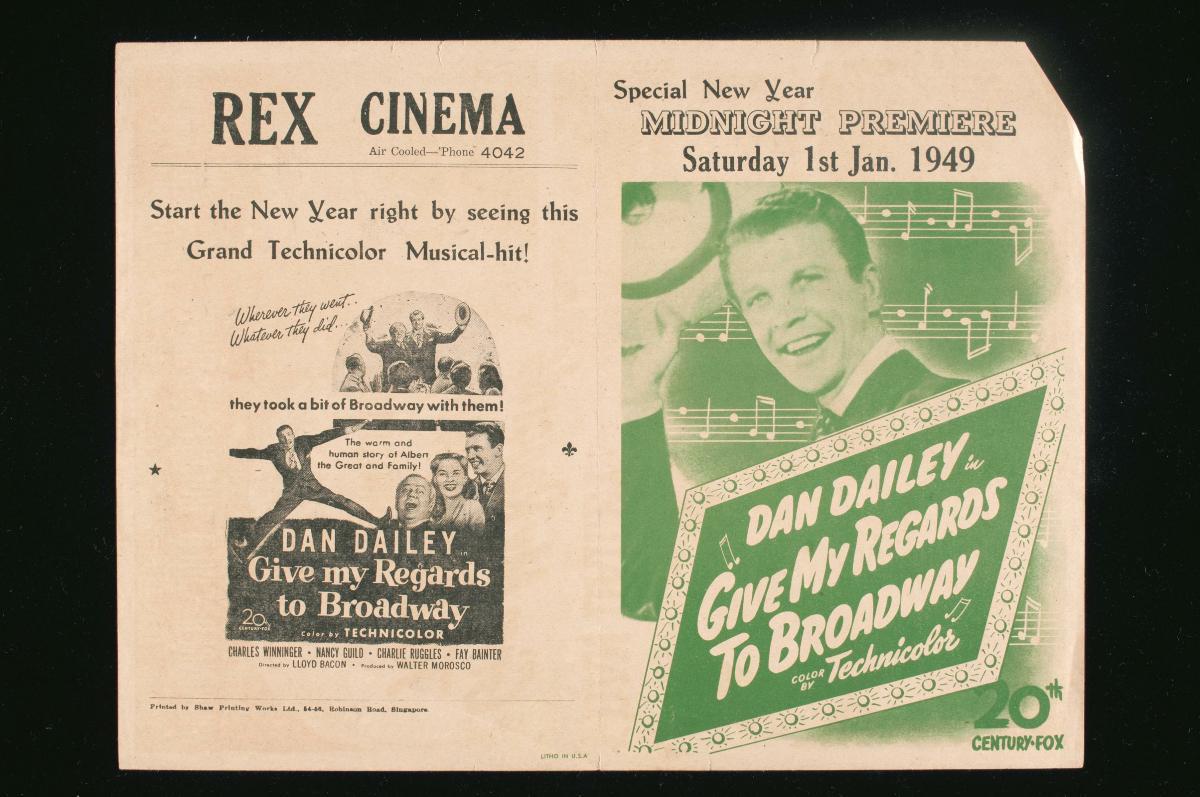 REX CINEMA
Air Cooled—'Phone 4042
Start the New Year right by seeing this
Grand Technicolor Musical-hit!
Wherever they went..
Whatever they did...
they took a bit of Broadway with them!
The warm and
human story of Albert
the Great and Family!
DAN DAILEY in
Give my Regards
to Broadway
20th
CENTURY-FOX
Color by TECHNICOLOR
CHARLES WINNINGER • NANCY GUILD • CHARLIE RUGGLES • FAY BAINTER
Directed by LLOYD BACON • Produced by WALTER MOROSCO
Printed by Shaw Printing Works Ltd., 54-56, Robinson Road, Singapore.
LITHO IN U.S.A
Special New Year
MIDNIGHT PREMIERE
Saturday 1st Jan. 1949
DAN DAILEY in
GIVE MY REGARDS
TO BROADWAY
COLOR BY Technicolor
20th
CENTURY-FOX